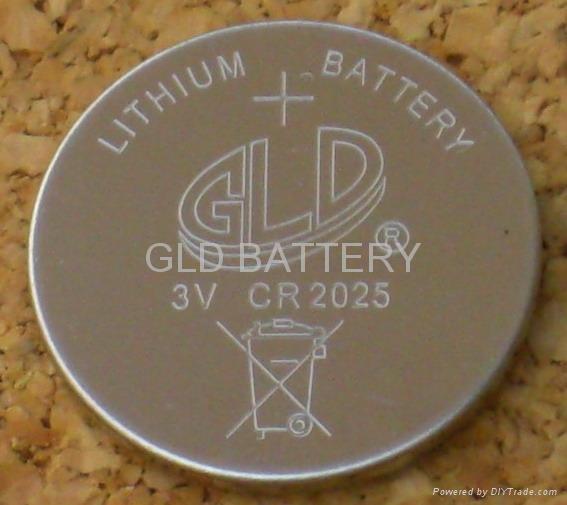 LITHIUM BATTERY
+
GLD
®
GLD BATTERY
3V CR2025
Powered by DIYTrade.com